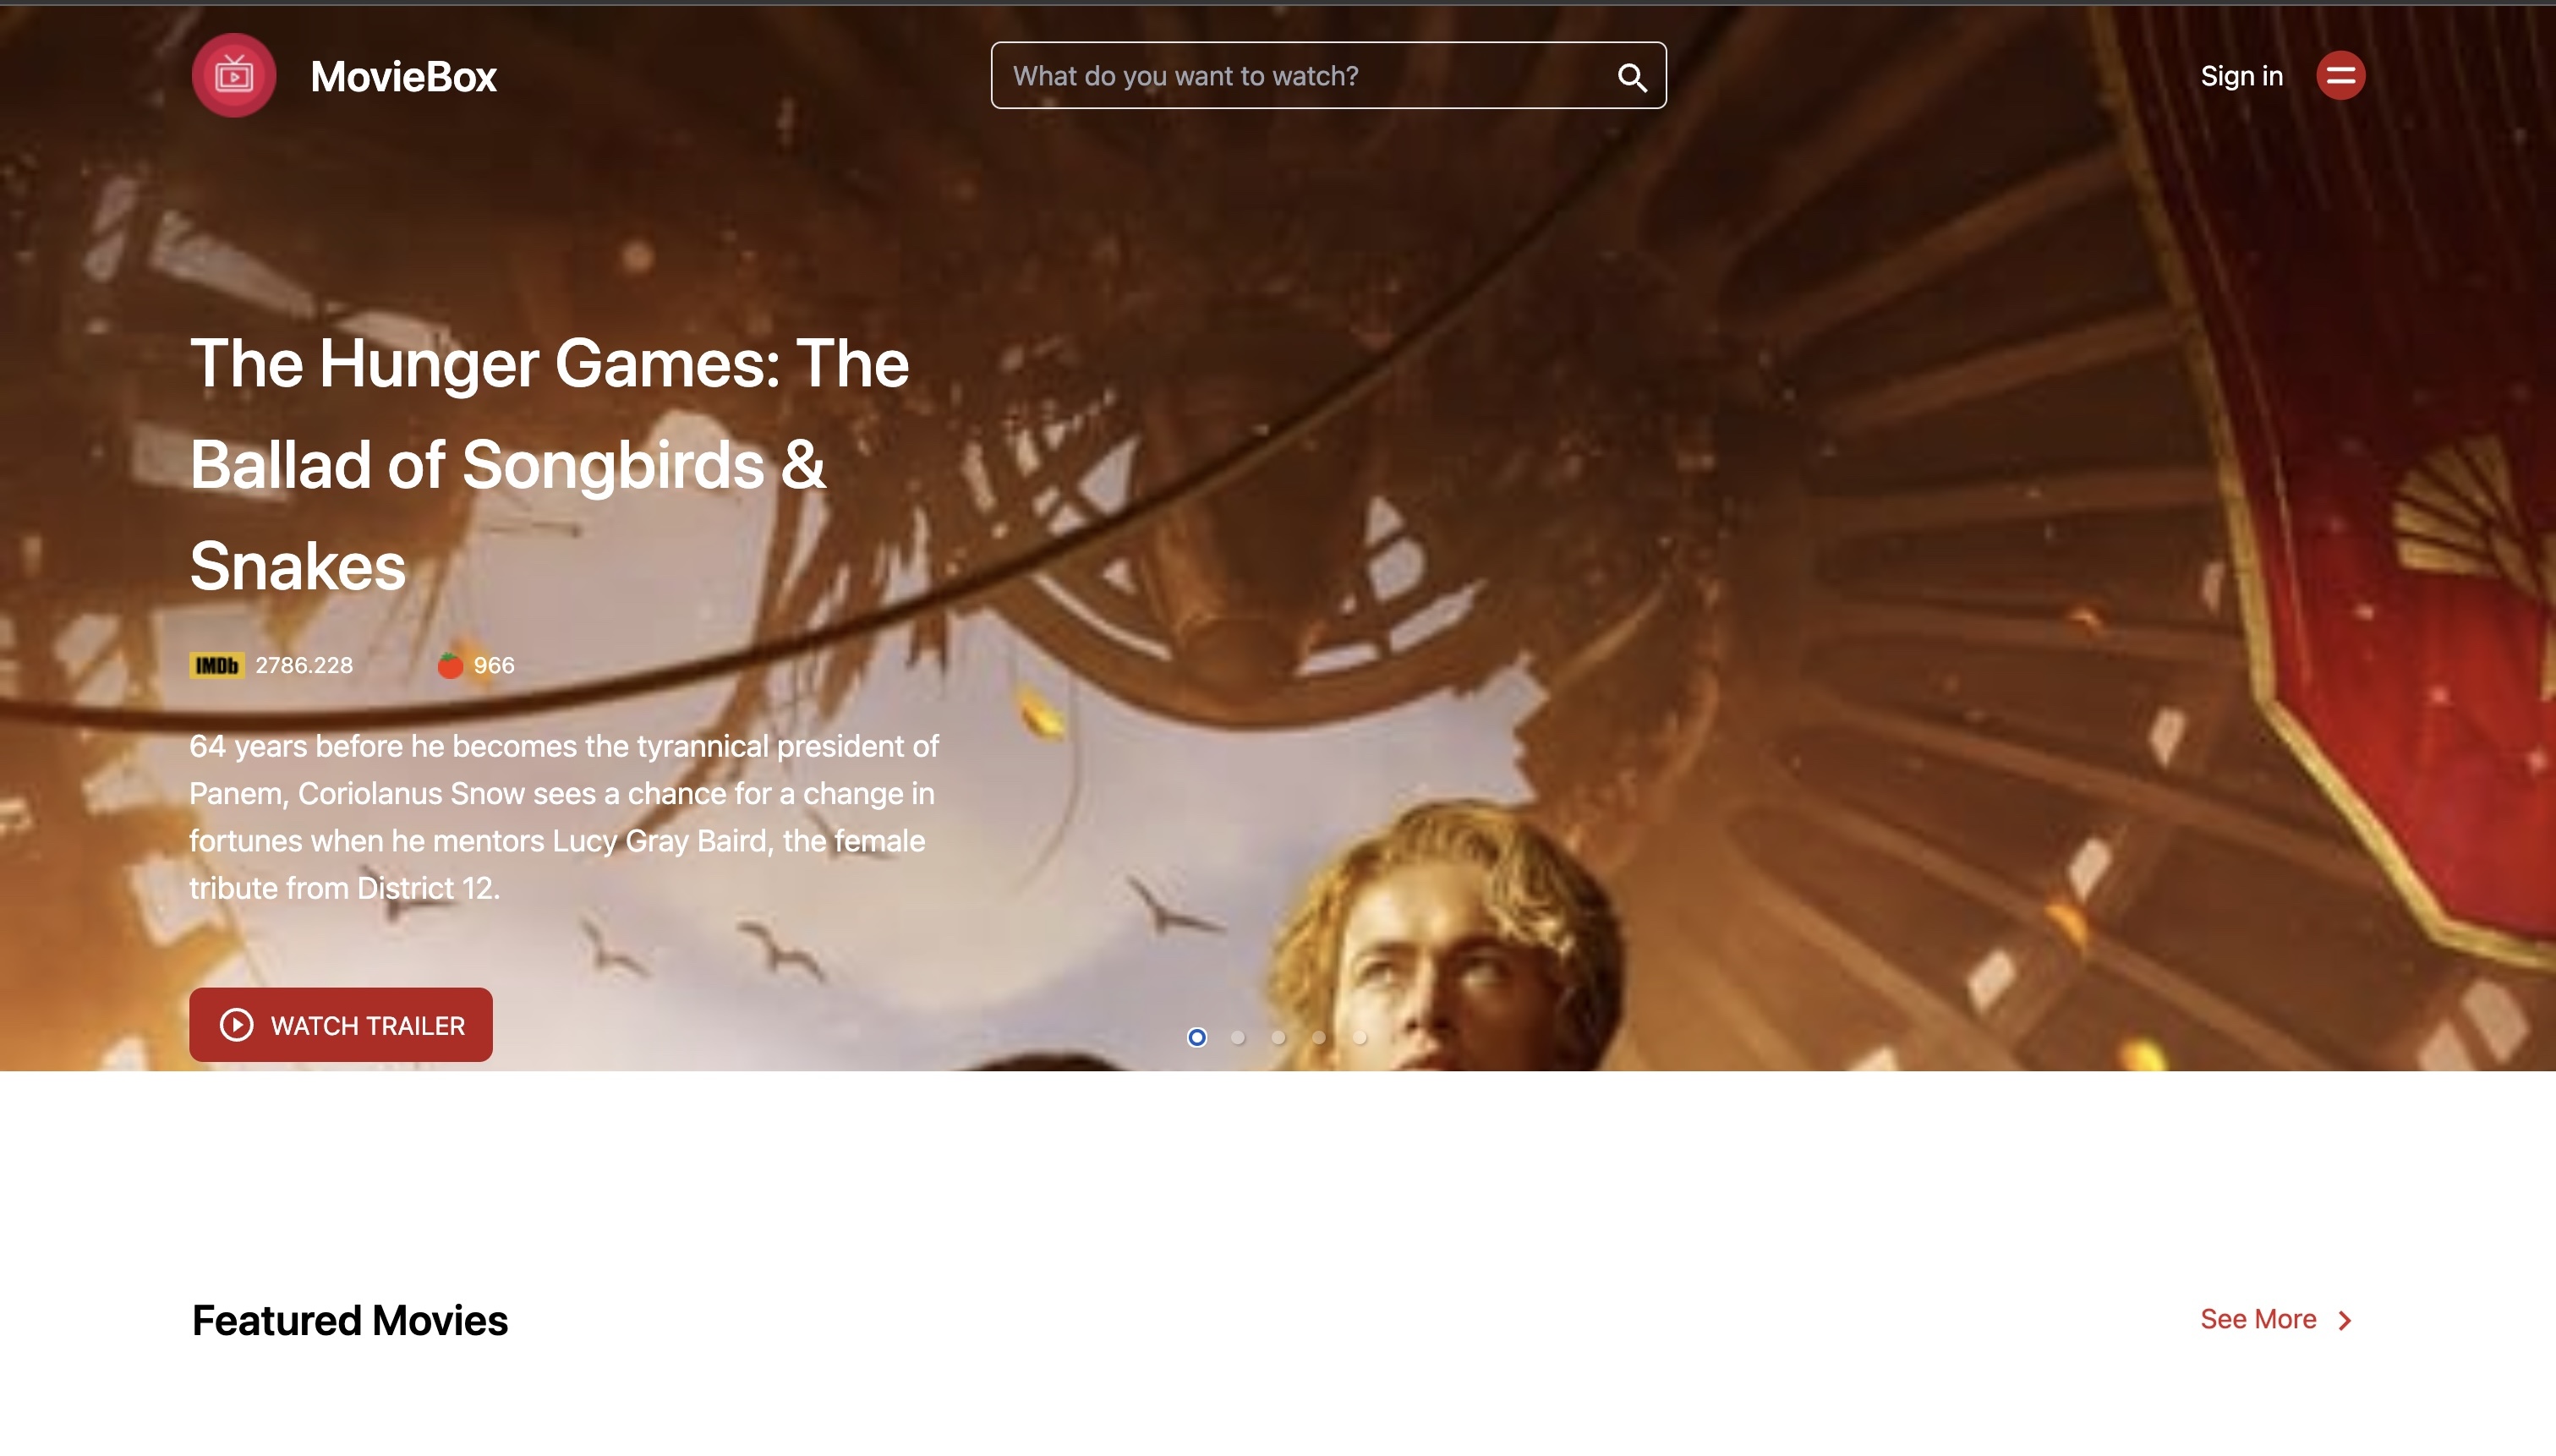 MovieBox
What do you want to watch?
Sign in
The Hunger Games: The
Ballad of Songbirds &
Snakes
IMDb 2786.228
966
64 years before he becomes the tyrannical president of
Panem, Coriolanus Snow sees a chance for a change in
fortunes when he mentors Lucy Gray Baird, the female
tribute from District 12.
WATCH TRAILER
Featured Movies
See More